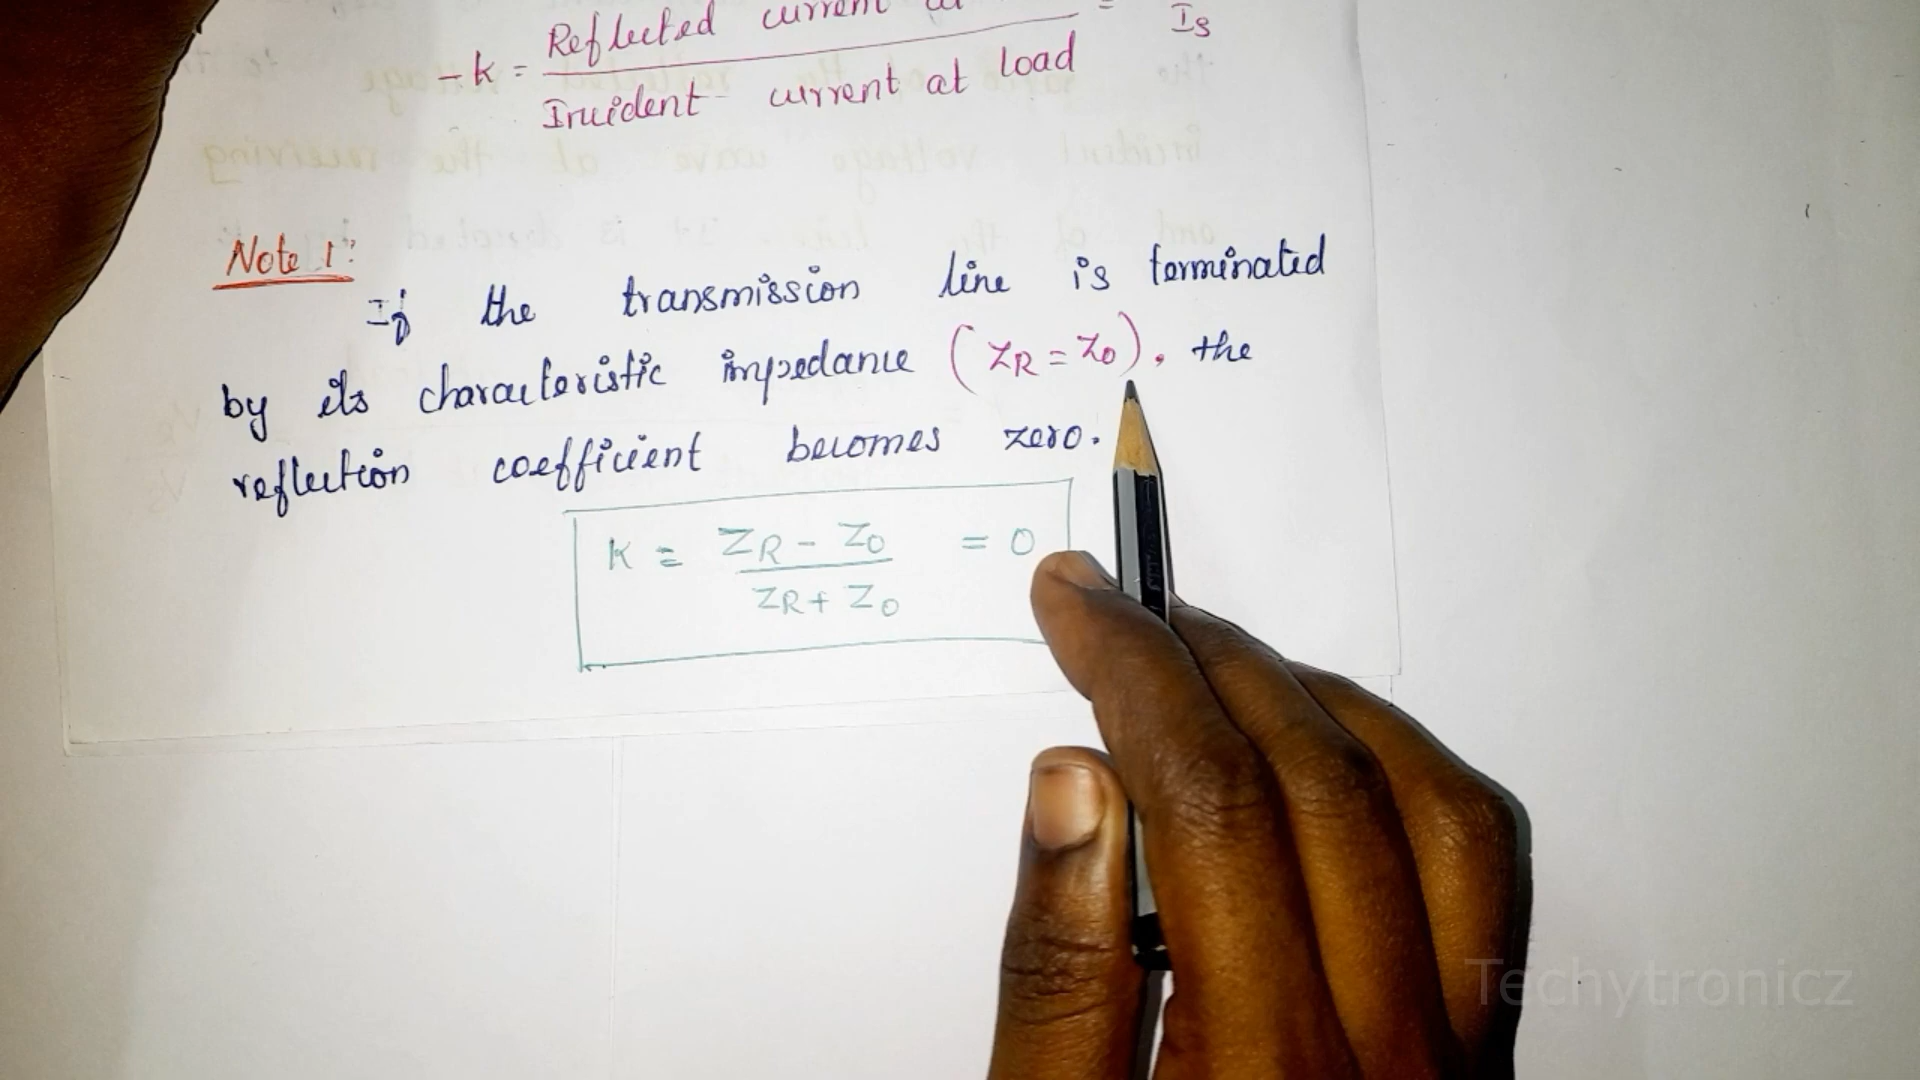 Reflected current
-k = =
Is
Incident current at load
Note 1:
If the transmission line is terminated
by its characteristic impedance (ZR = Z0), the
reflection coefficient becomes zero.
K = ZR - Z0 = 0
ZR + Z0
Techytronicz